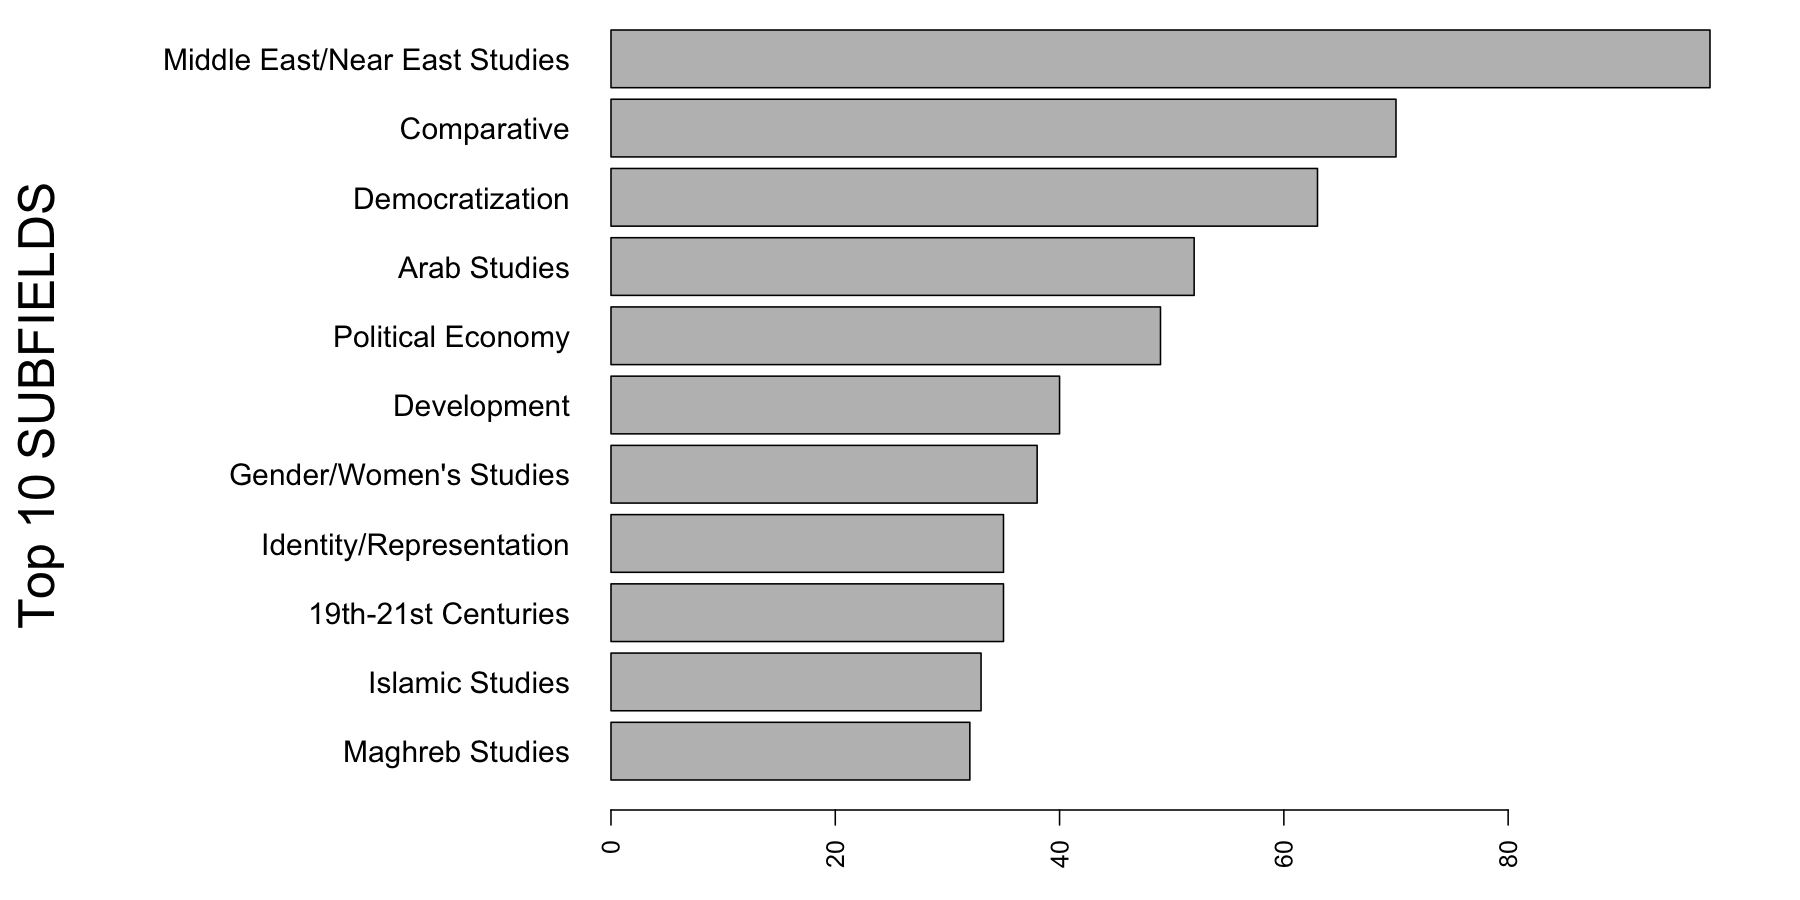 Top 10 SUBFIELDS
Middle East/Near East Studies
Comparative
Democratization
Arab Studies
Political Economy
Development
Gender/Women's Studies
Identity/Representation
19th-21st Centuries
Islamic Studies
Maghreb Studies
0 20 40 60 80